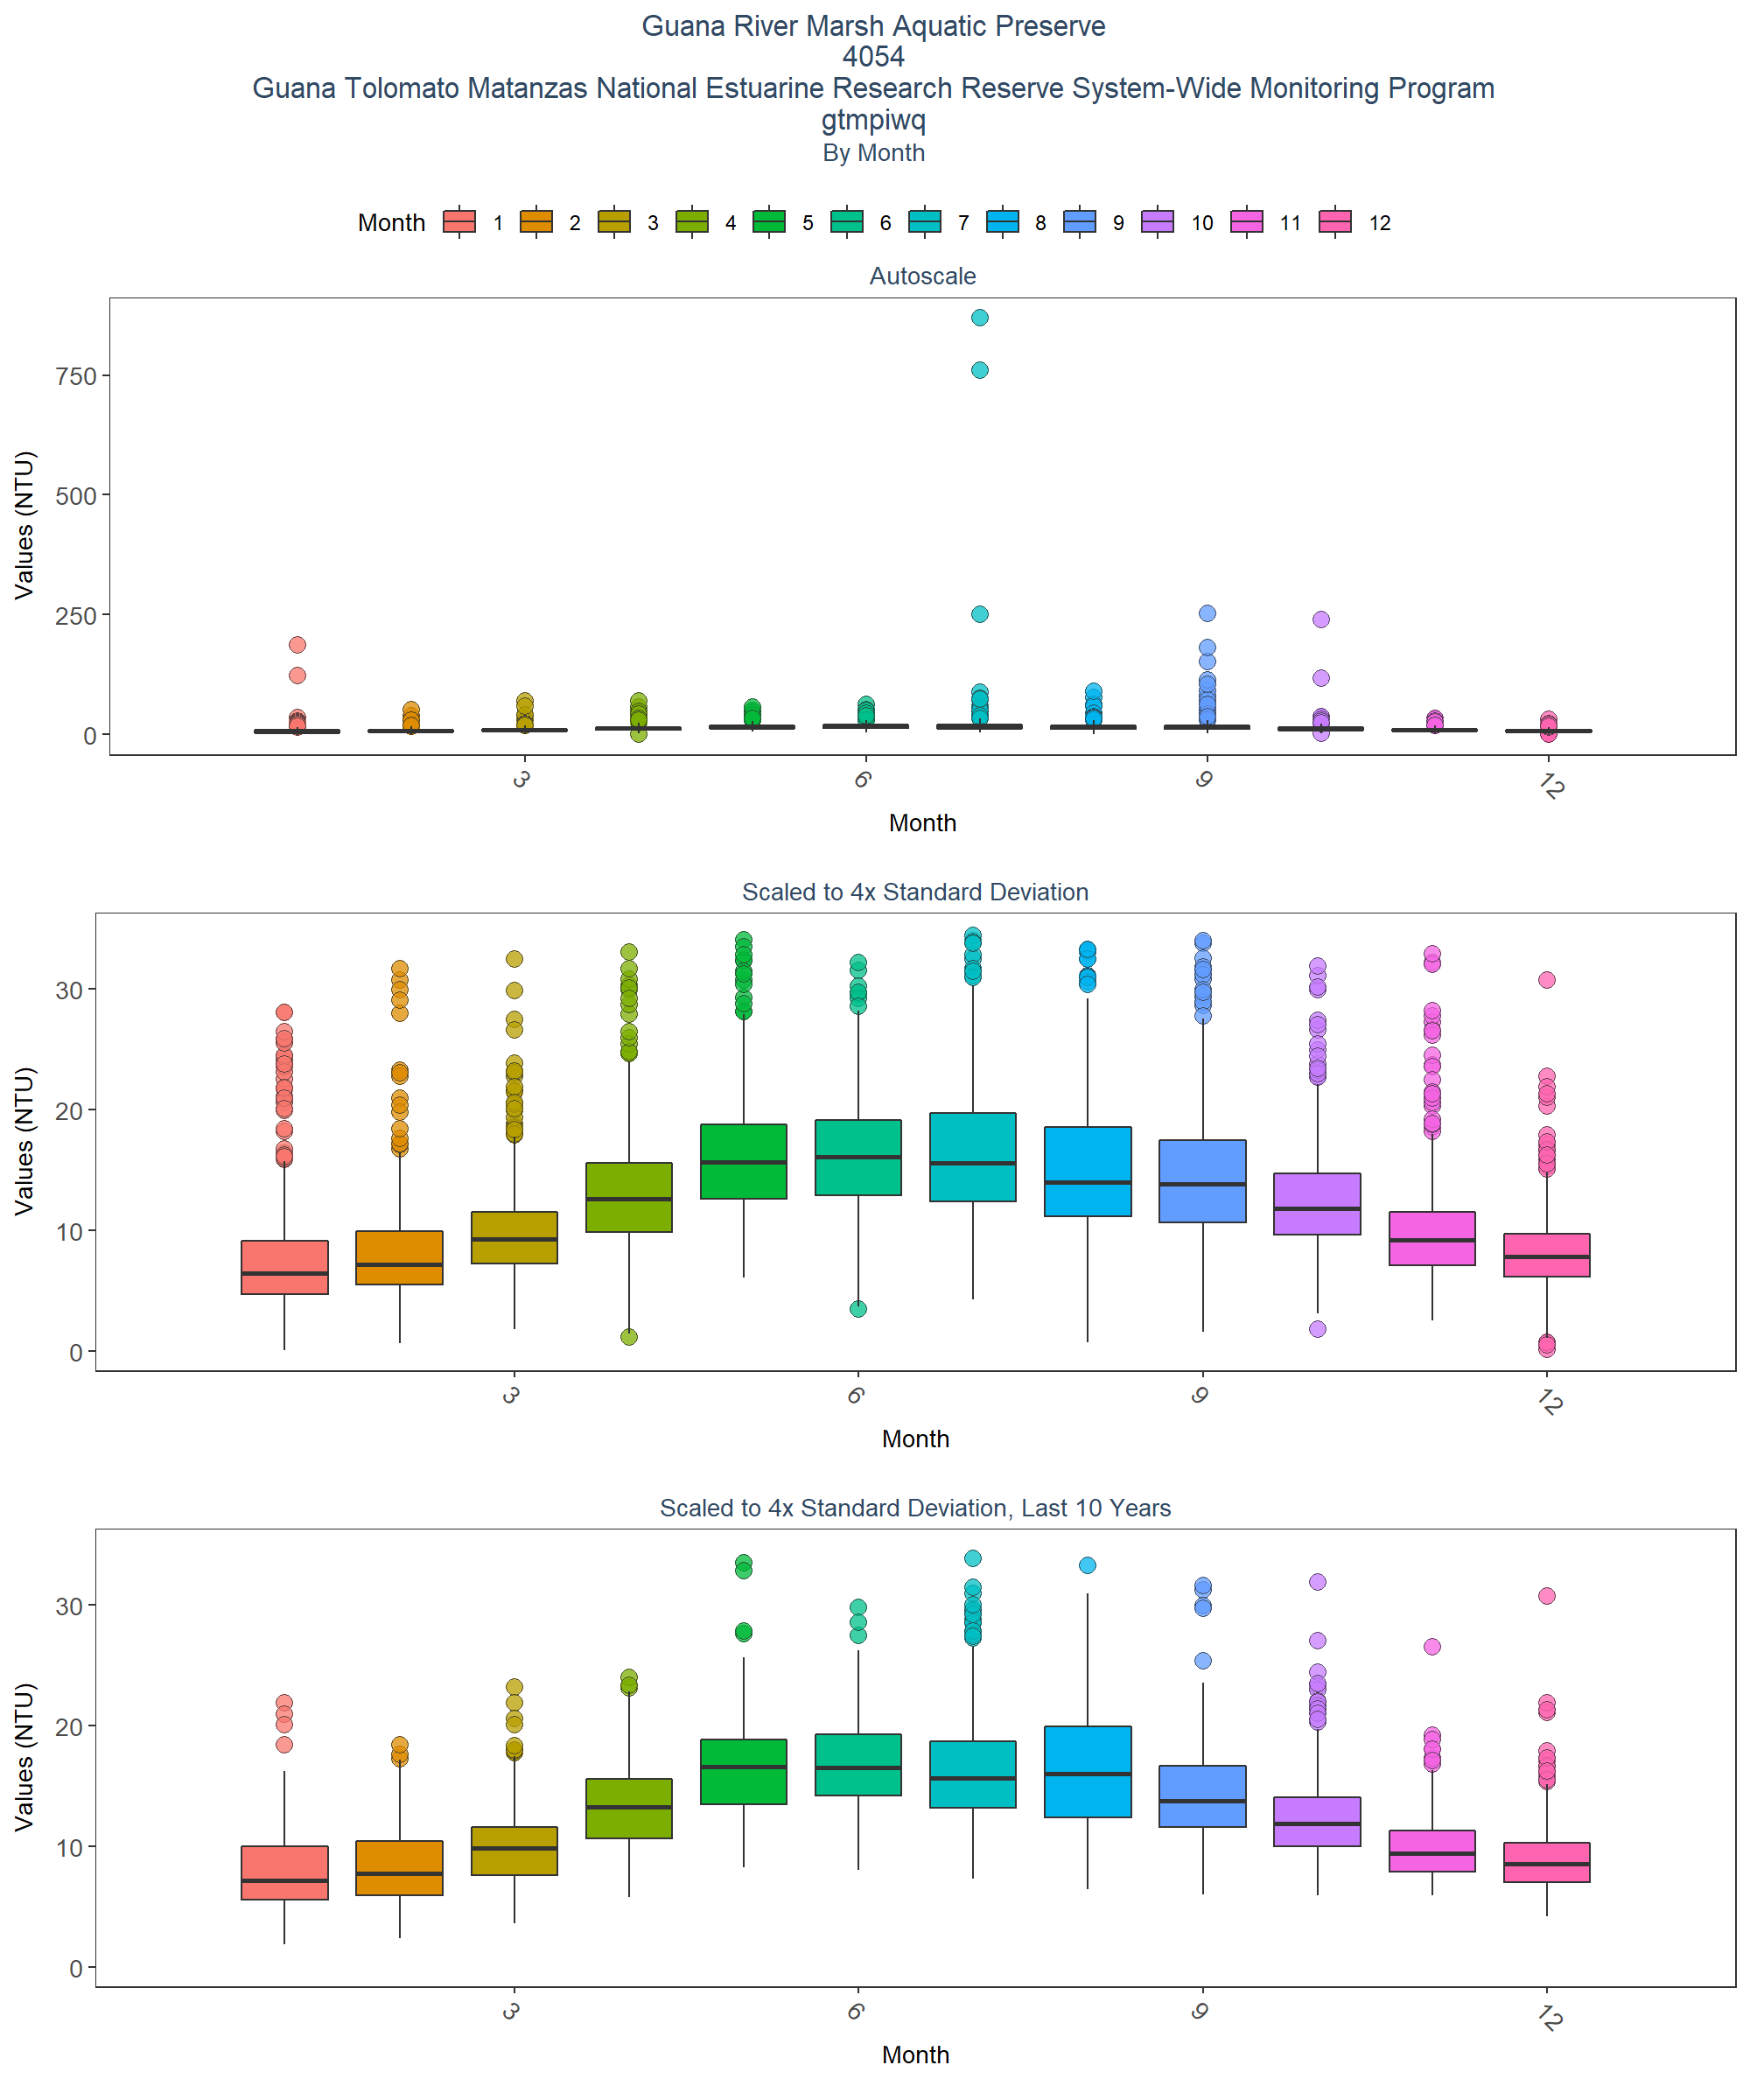 Guana River Marsh Aquatic Preserve
4054
Guana Tolomato Matanzas National Estuarine Research Reserve System-Wide Monitoring Program
gtmpiwq
By Month
Month 1 2 3 4 5 6 7 8 9 10 11 12
Autoscale
Values (NTU)
750
500
250
0
3 6 9 12
Month
Scaled to 4x Standard Deviation
Values (NTU)
30
20
10
0
3 6 9 12
Month
Scaled to 4x Standard Deviation, Last 10 Years
Values (NTU)
30
20
10
0
3 6 9 12
Month